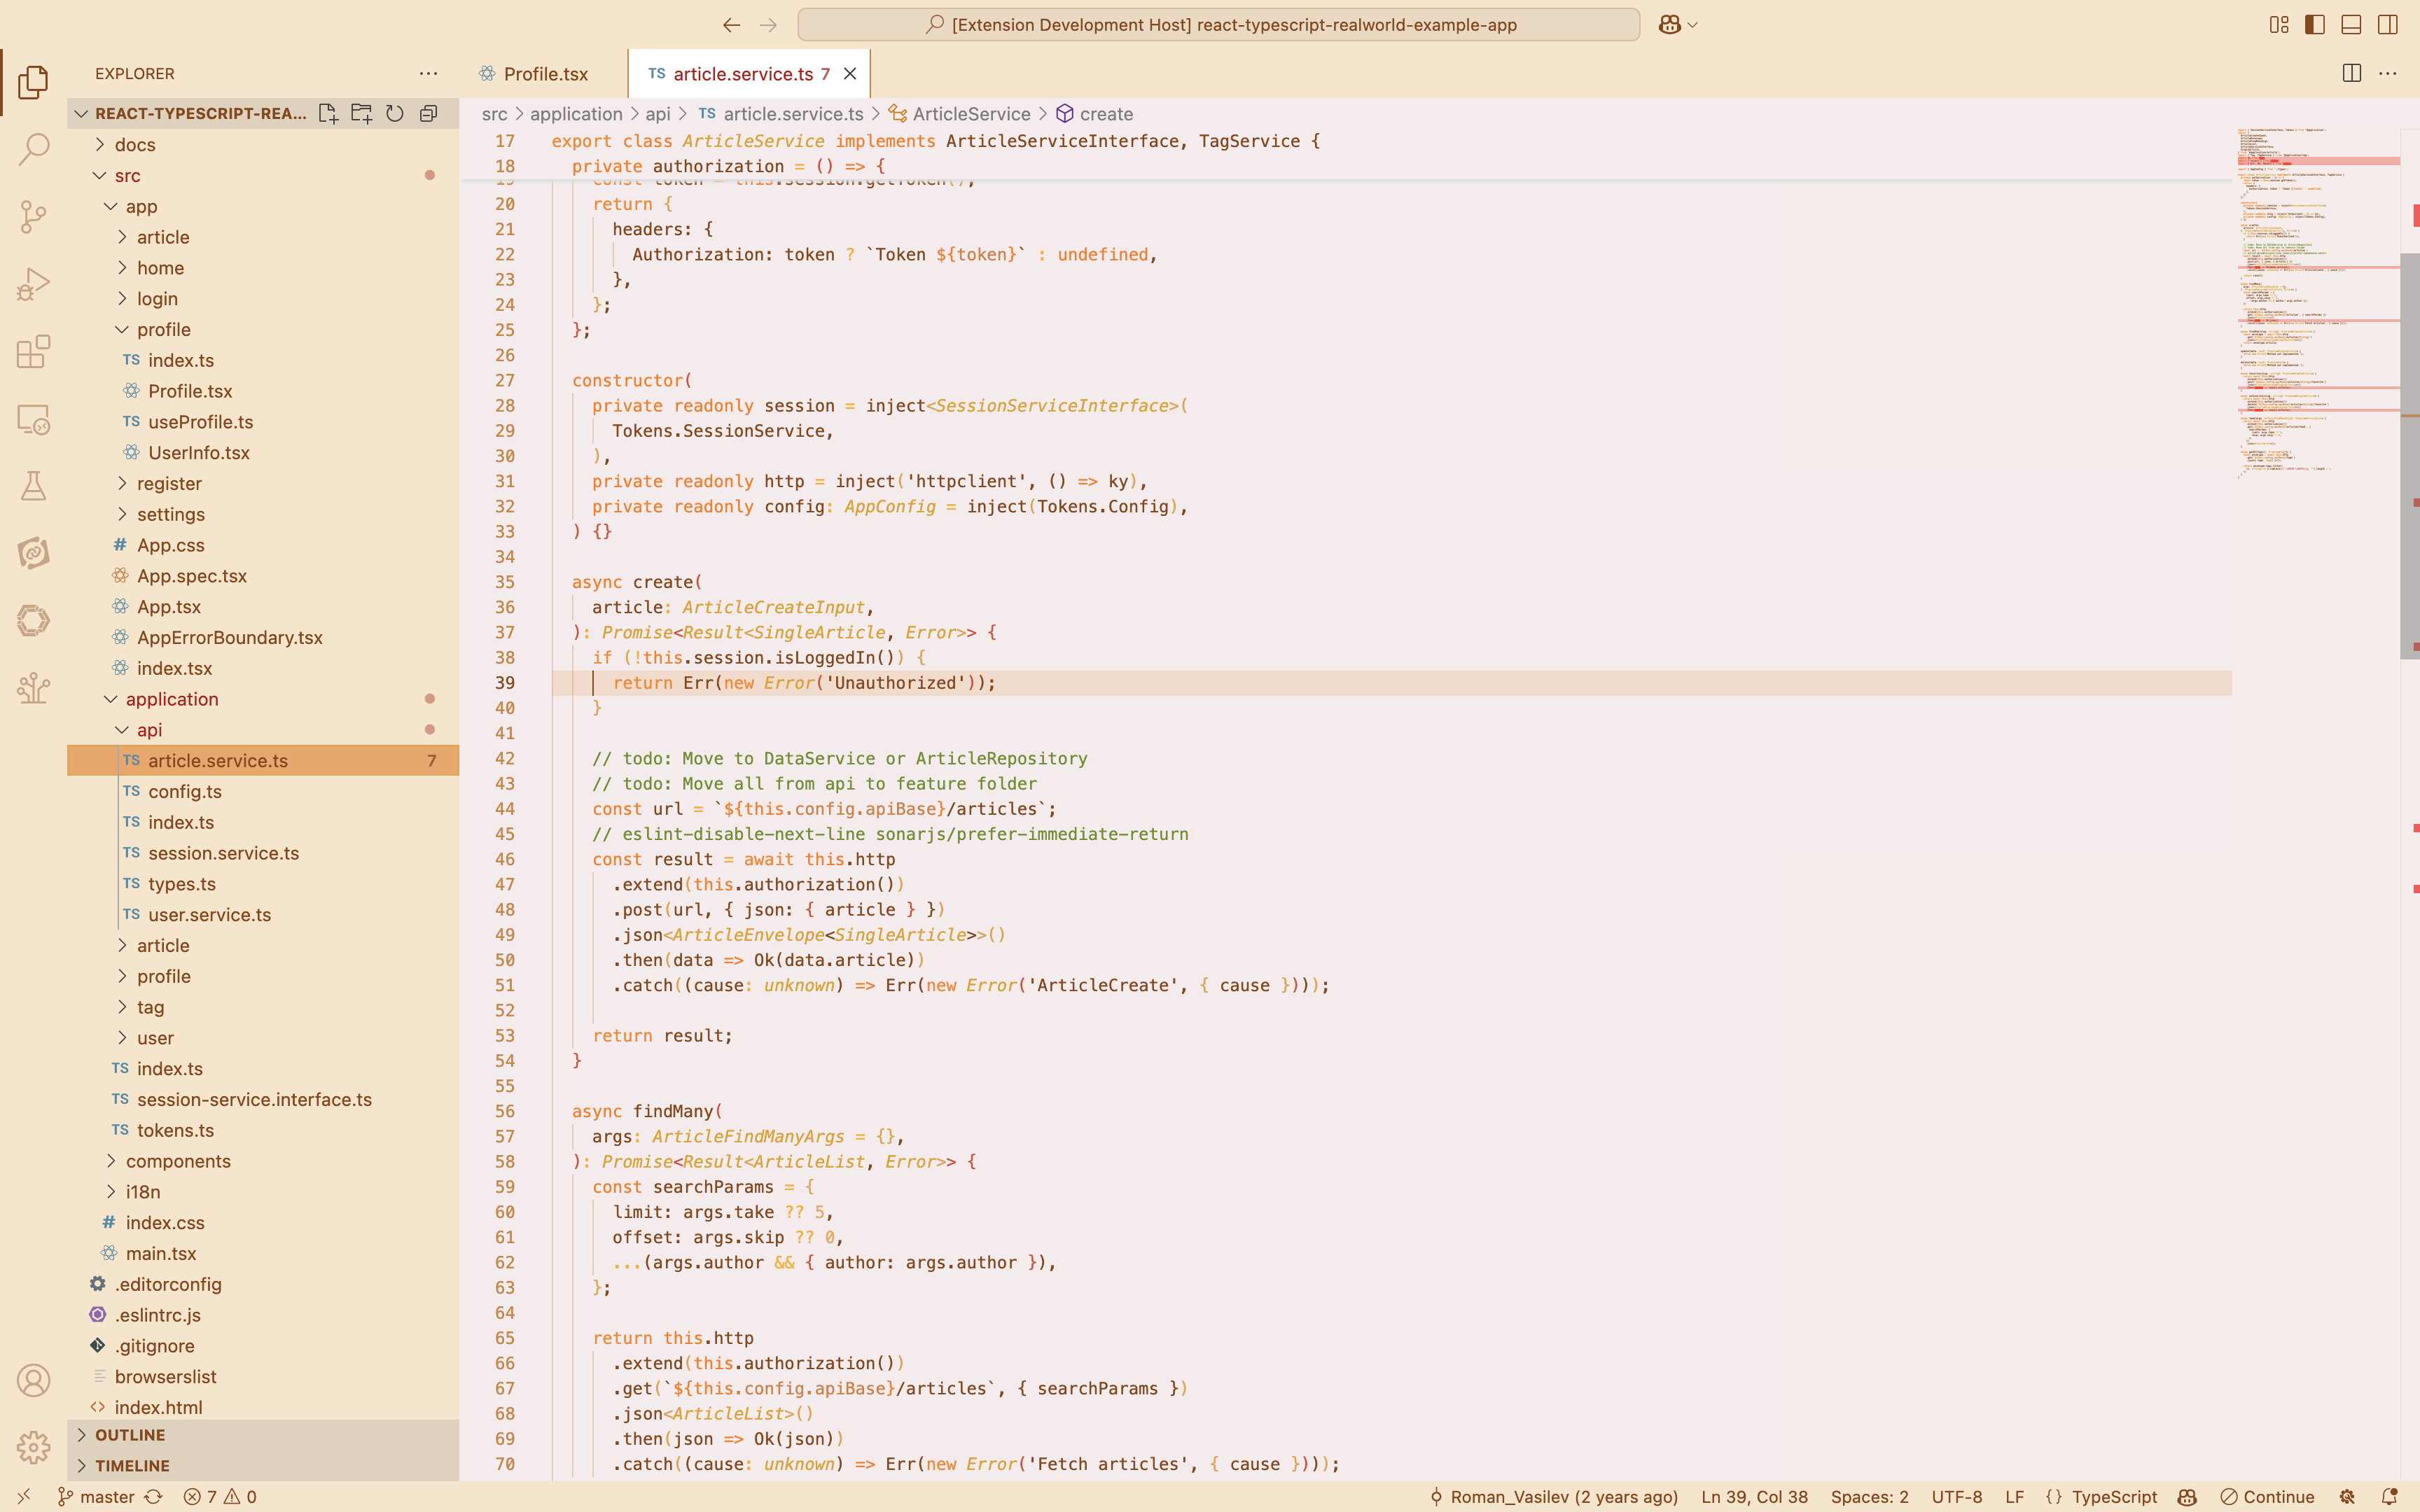 [Extension Development Host] react-typescript-realworld-example-app
EXPLORER
REACT-TYPESCRIPT-REA...
docs
src
app
article
home
login
profile
TS index.ts
Profile.tsx
TS useProfile.ts
UserInfo.tsx
register
settings
# App.css
App.spec.tsx
App.tsx
AppErrorBoundary.tsx
index.tsx
application
api
TS article.service.ts 7
TS config.ts
TS index.ts
TS session.service.ts
TS types.ts
TS user.service.ts
article
profile
tag
user
TS index.ts
TS session-service.interface.ts
TS tokens.ts
components
i18n
# index.css
main.tsx
.editorconfig
.eslintrc.js
.gitignore
browserslist
index.html
OUTLINE
TIMELINE
Profile.tsx
TS article.service.ts 7
src > application > api > TS article.service.ts > ArticleService > create
17 export class ArticleService implements ArticleServiceInterface, TagService {
18 private authorization = () => {
19 const token = this.session.getToken();
20 return {
21 headers: {
22 Authorization: token ? `Token ${token}` : undefined,
23 },
24 };
25 };
26
27 constructor(
28 private readonly session = inject<SessionServiceInterface>(
29 Tokens.SessionService,
30 ),
31 private readonly http = inject('httpclient', () => ky),
32 private readonly config: AppConfig = inject(Tokens.Config),
33 ) {}
34
35 async create(
36 article: ArticleCreateInput,
37 ): Promise<Result<SingleArticle, Error>> {
38 if (!this.session.isLoggedIn()) {
39 return Err(new Error('Unauthorized'));
40 }
41
42 // todo: Move to DataService or ArticleRepository
43 // todo: Move all from api to feature folder
44 const url = `${this.config.apiBase}/articles`;
45 // eslint-disable-next-line sonarjs/prefer-immediate-return
46 const result = await this.http
47 .extend(this.authorization())
48 .post(url, { json: { article } })
49 .json<ArticleEnvelope<SingleArticle>>()
50 .then(data => Ok(data.article))
51 .catch((cause: unknown) => Err(new Error('ArticleCreate', { cause })));
52
53 return result;
54 }
55
56 async findMany(
57 args: ArticleFindManyArgs = {},
58 ): Promise<Result<ArticleList, Error>> {
59 const searchParams = {
60 limit: args.take ?? 5,
61 offset: args.skip ?? 0,
62 ...(args.author && { author: args.author }),
63 };
64
65 return this.http
66 .extend(this.authorization())
67 .get(`${this.config.apiBase}/articles`, { searchParams })
68 .json<ArticleList>()
69 .then(json => Ok(json))
70 .catch((cause: unknown) => Err(new Error('Fetch articles', { cause })));
master
7 0
Roman_Vasilev (2 years ago)
Ln 39, Col 38
Spaces: 2
UTF-8
LF
{} TypeScript
Continue